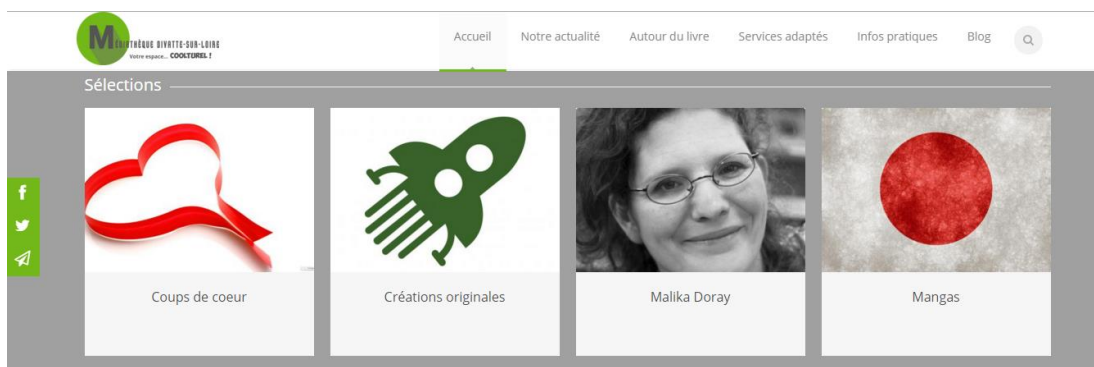 MÉDIATHÈQUE DIVATTE-SUR-LOIRE
Votre espace... COOLTUREL !
Accueil
Notre actualité
Autour du livre
Services adaptés
Infos pratiques
Blog
Sélections
Coups de coeur
Créations originales
Malika Doray
Mangas